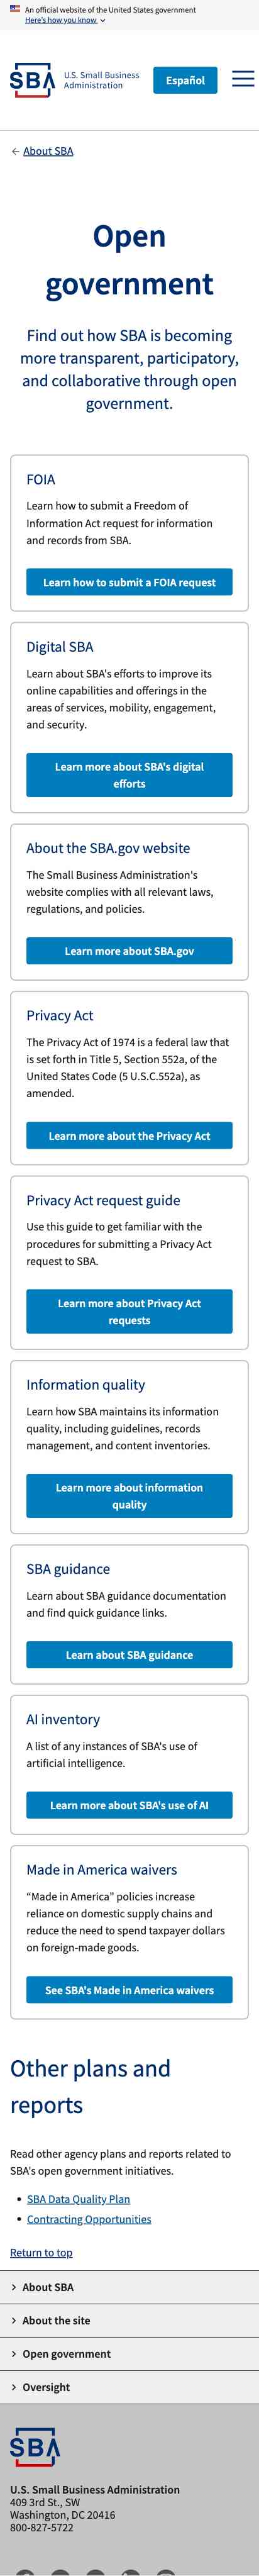 An official website of the United States government
Here's how you know
SBA
U.S. Small Business
Administration
Español
About SBA
Open
government
Find out how SBA is becoming
more transparent, participatory,
and collaborative through open
government.
FOIA
Learn how to submit a Freedom of
Information Act request for information
and records from SBA.
Learn how to submit a FOIA request
Digital SBA
Learn about SBA's efforts to improve its
online capabilities and offerings in the
areas of services, mobility, engagement,
and security.
Learn more about SBA's digital
efforts
About the SBA.gov website
The Small Business Administration's
website complies with all relevant laws,
regulations, and policies.
Learn more about SBA.gov
Privacy Act
The Privacy Act of 1974 is a federal law that
is set forth in Title 5, Section 552a, of the
United States Code (5 U.S.C.552a), as
amended.
Learn more about the Privacy Act
Privacy Act request guide
Use this guide to get familiar with the
procedures for submitting a Privacy Act
request to SBA.
Learn more about Privacy Act
requests
Information quality
Learn how SBA maintains its information
quality, including guidelines, records
management, and content inventories.
Learn more about information
quality
SBA guidance
Learn about SBA guidance documentation
and find quick guidance links.
Learn about SBA guidance
AI inventory
A list of any instances of SBA's use of
artificial intelligence.
Learn more about SBA's use of AI
Made in America waivers
“Made in America” policies increase
reliance on domestic supply chains and
reduce the need to spend taxpayer dollars
on foreign-made goods.
See SBA's Made in America waivers
Other plans and
reports
Read other agency plans and reports related to
SBA's open government initiatives.
SBA Data Quality Plan
Contracting Opportunities
Return to top
About SBA
About the site
Open government
Oversight
SBA
U.S. Small Business Administration
409 3rd St., SW
Washington, DC 20416
800-827-5722